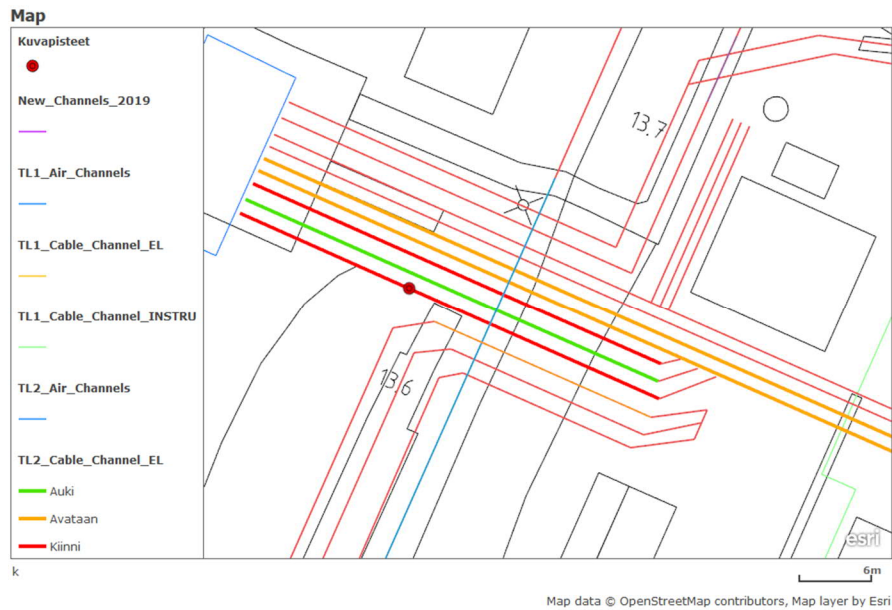 Map
Kuvapisteet
New_Channels_2019
TL1_Air_Channels
TL1_Cable_Channel_EL
TL1_Cable_Channel_INSTRU
TL2_Air_Channels
TL2_Cable_Channel_EL
Auki
Avataan
Kiinni
13.7
13.6
esri
k
6m
Map data © OpenStreetMap contributors, Map layer by Esri